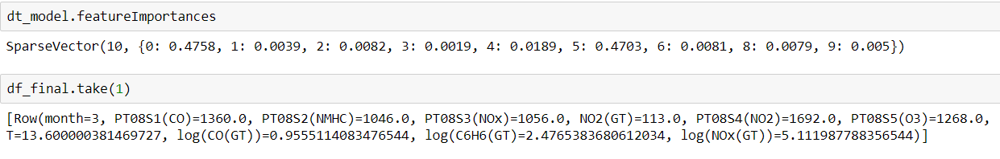 dt_model.featureImportances
SparseVector(10, {0: 0.4758, 1: 0.0039, 2: 0.0082, 3: 0.0019, 4: 0.0189, 5: 0.4703, 6: 0.0081, 8: 0.0079, 9: 0.005})
df_final.take(1)
[Row(month=3, PT08S1(CO)=1360.0, PT08S2(NMHC)=1046.0, PT08S3(NOx)=1056.0, NO2(GT)=113.0, PT08S4(NO2)=1692.0, PT08S5(O3)=1268.0,
T=13.600000381469727, log(CO(GT))=0.9555114083476544, log(C6H6(GT)=2.4765383680612034, log(NOx(GT))=5.111987788356544)]